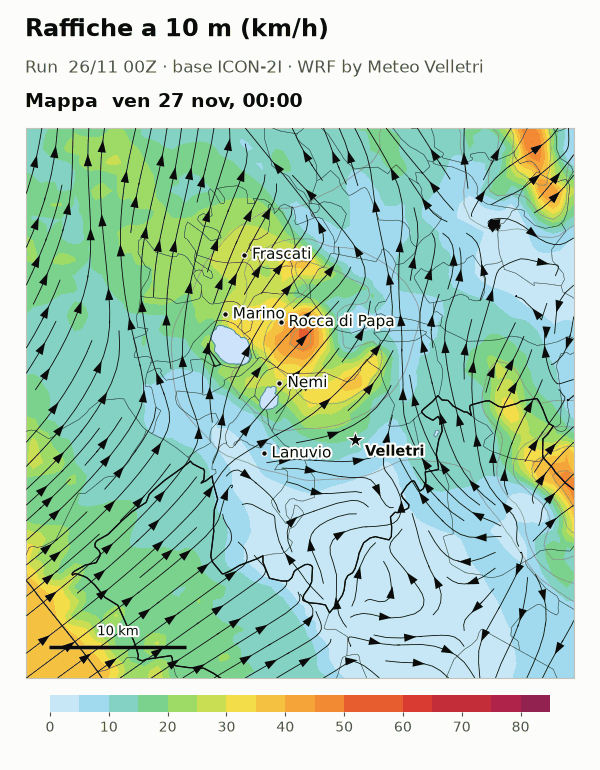 Raffiche a 10 m (km/h)
Run  26/11 00Z · base ICON-2I · WRF by Meteo Velletri
Mappa  ven 27 nov, 00:00
Frascati
Marino
Rocca di Papa
Nemi
Velletri
Lanuvio
10 km
0 10 20 30 40 50 60 70 80